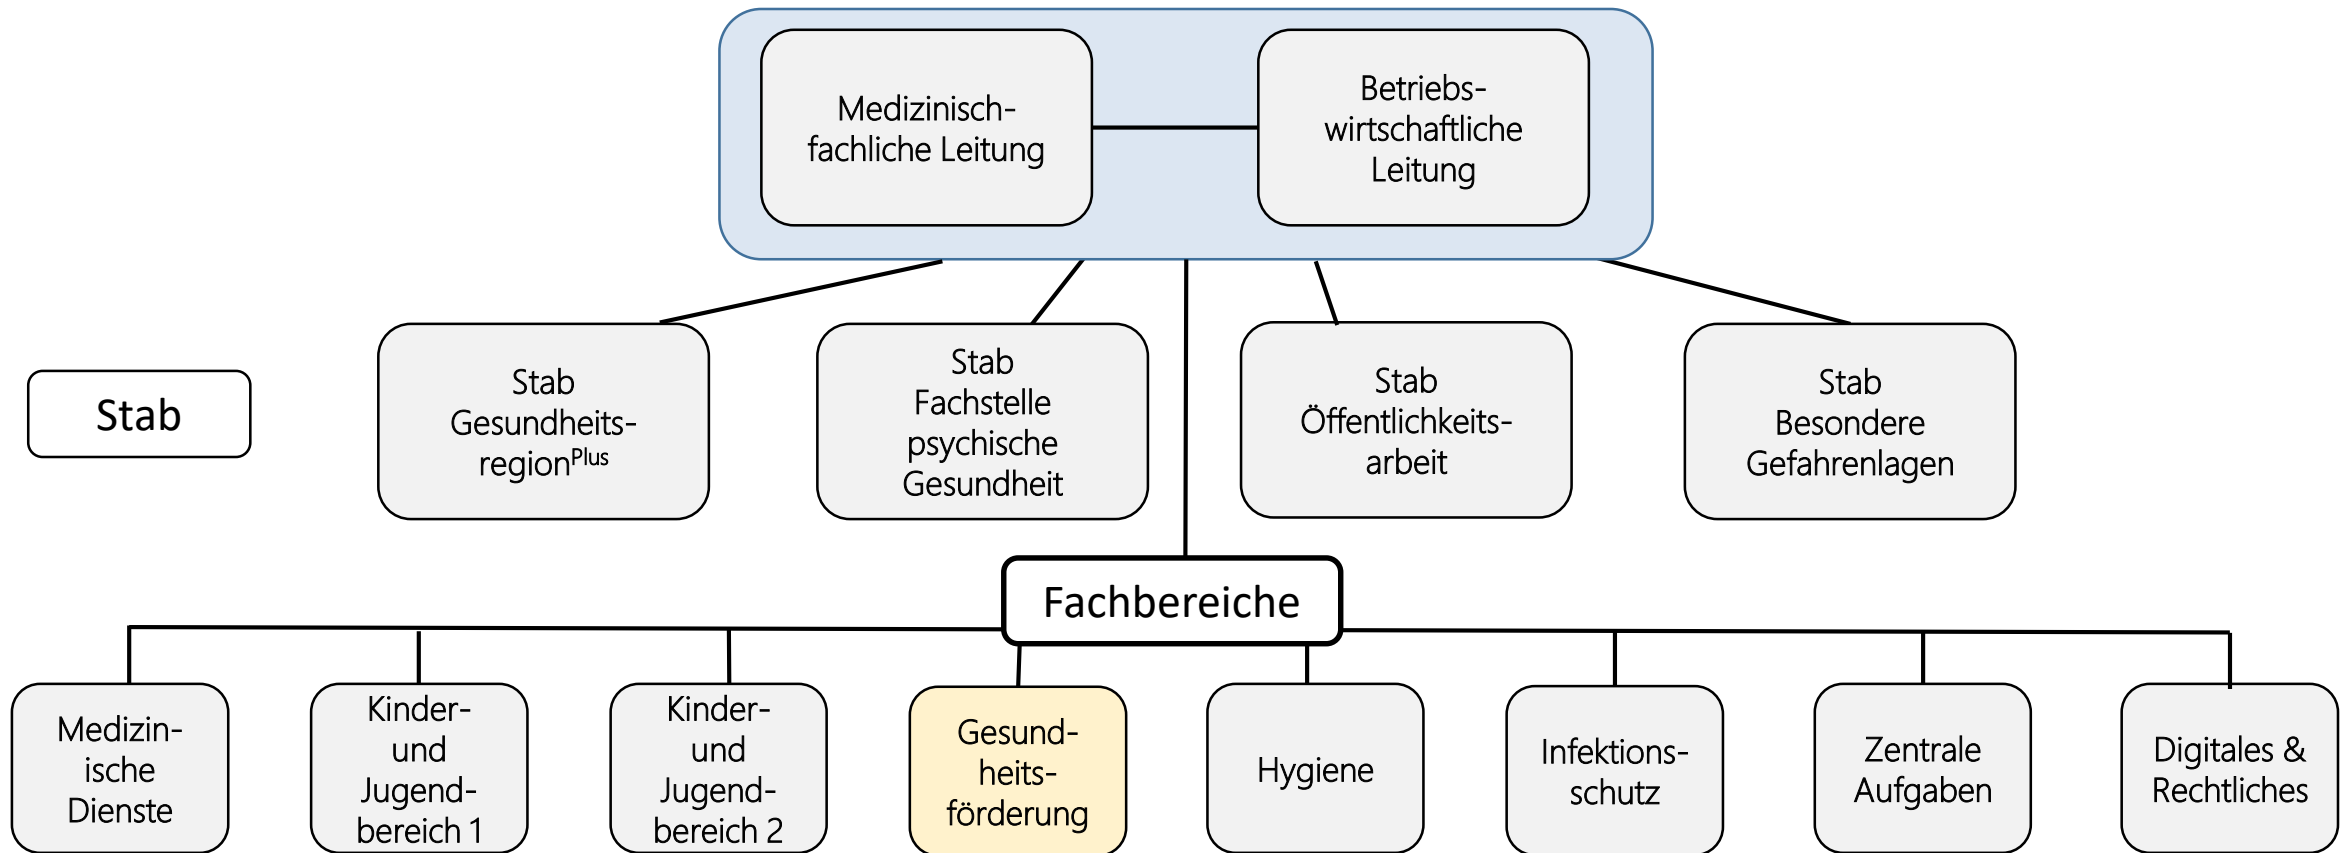 Medizinisch-
fachliche Leitung
Betriebs-
wirtschaftliche
Leitung
Stab
Stab
Gesundheits-
regionPlus
Stab
Fachstelle
psychische
Gesundheit
Stab
Öffentlichkeits-
arbeit
Stab
Besondere
Gefahrenlagen
Fachbereiche
Medizin-
ische
Dienste
Kinder-
und
Jugend-
bereich 1
Kinder-
und
Jugend-
bereich 2
Gesund-
heits-
förderung
Hygiene
Infektions-
schutz
Zentrale
Aufgaben
Digitales &
Rechtliches